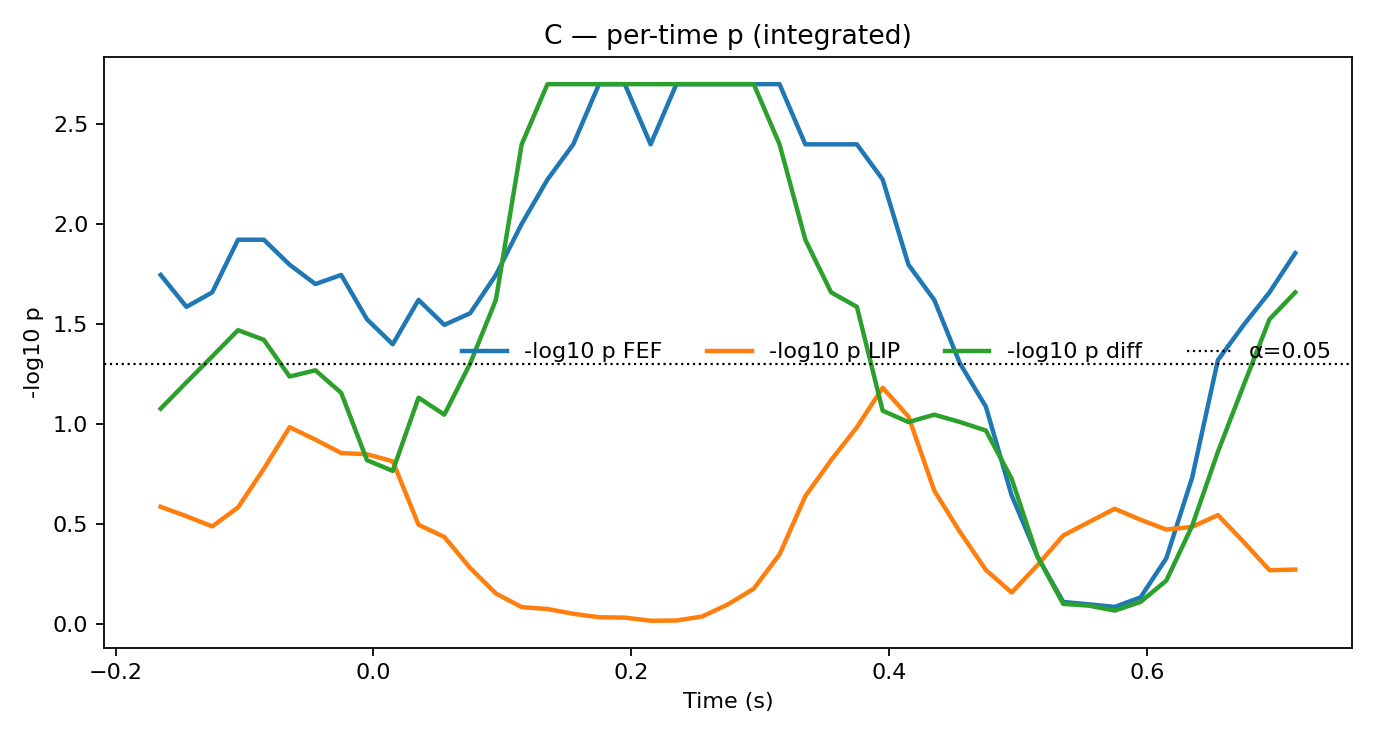 C — per-time p (integrated)
-log10 p
2.5
2.0
1.5
1.0
0.5
0.0
-log10 p FEF -log10 p LIP -log10 p diff α=0.05
−0.2 0.0 0.2 0.4 0.6
Time (s)